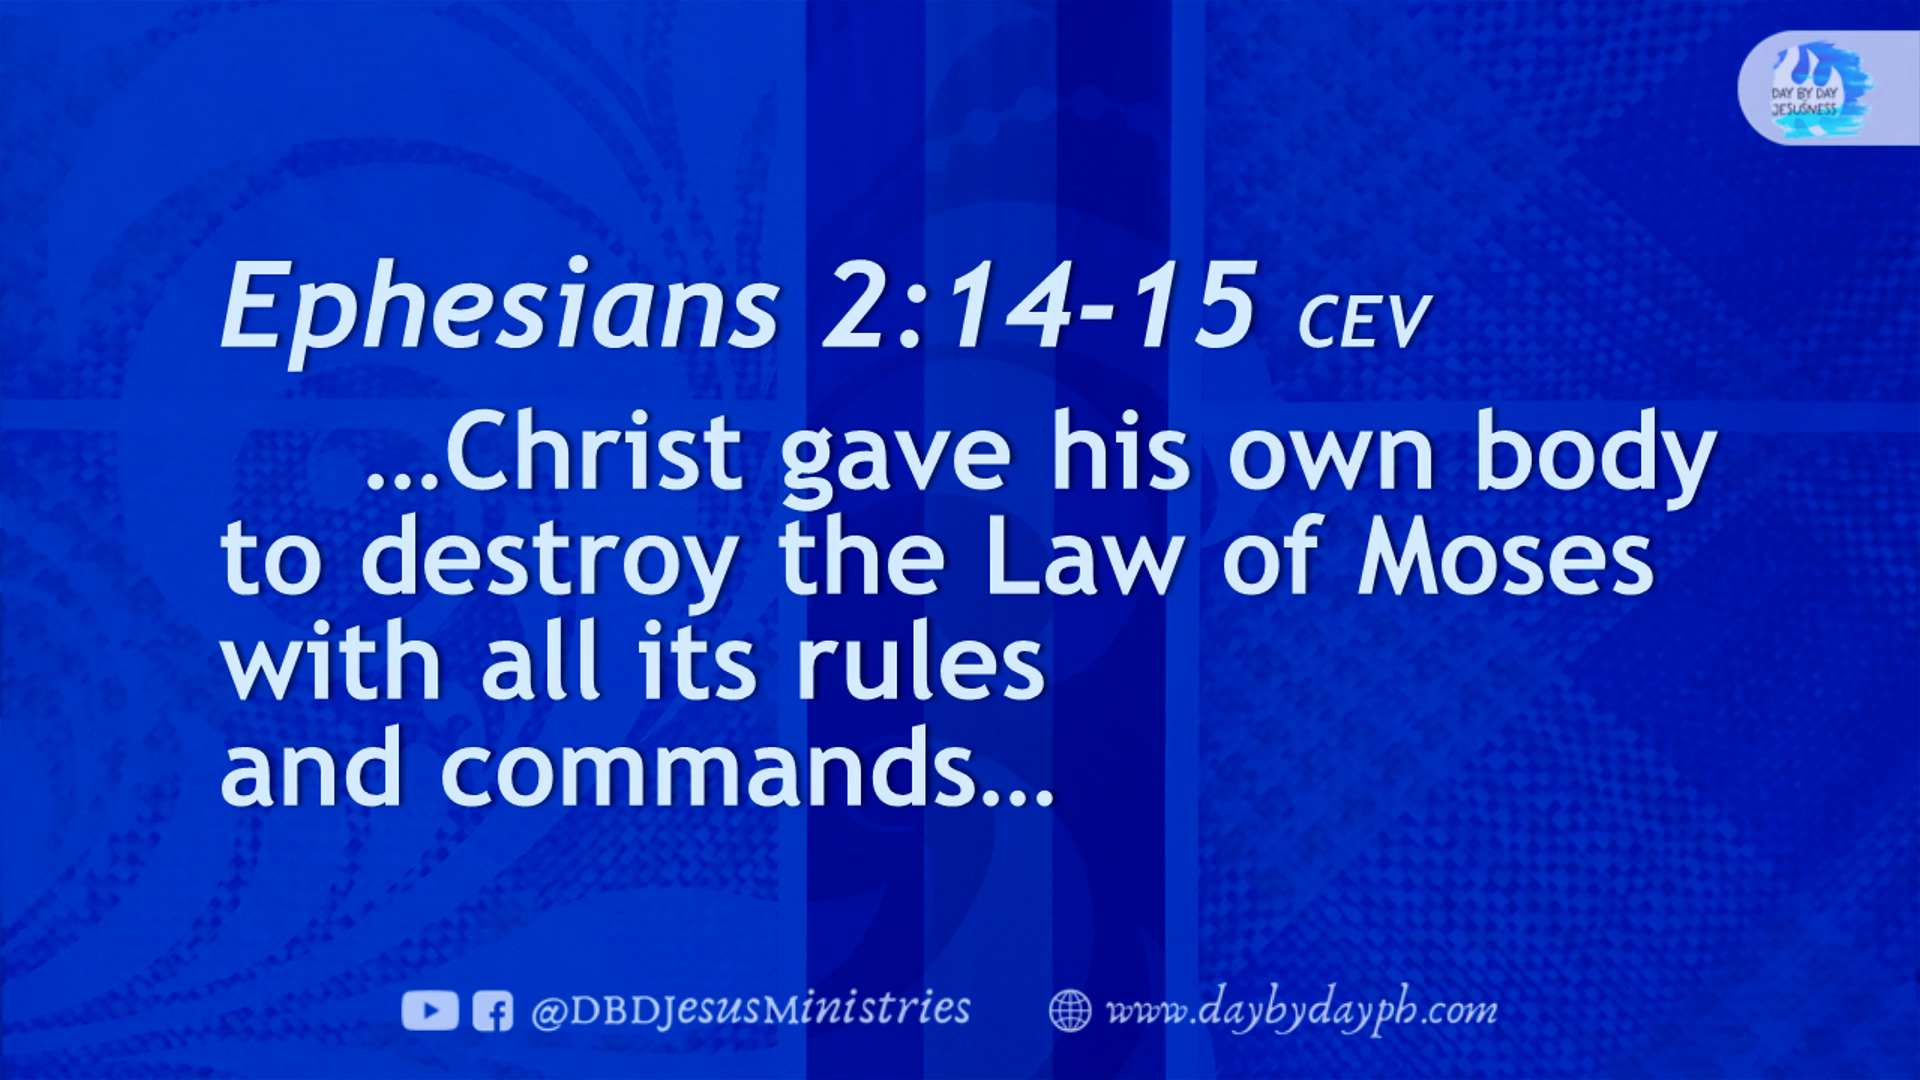 DAY BY DAY
JESUSNESS
Ephesians 2:14-15 CEV
...Christ gave his own body
to destroy the Law of Moses
with all its rules
and commands...
@DBDJesusMinistries www.daybydayph.com